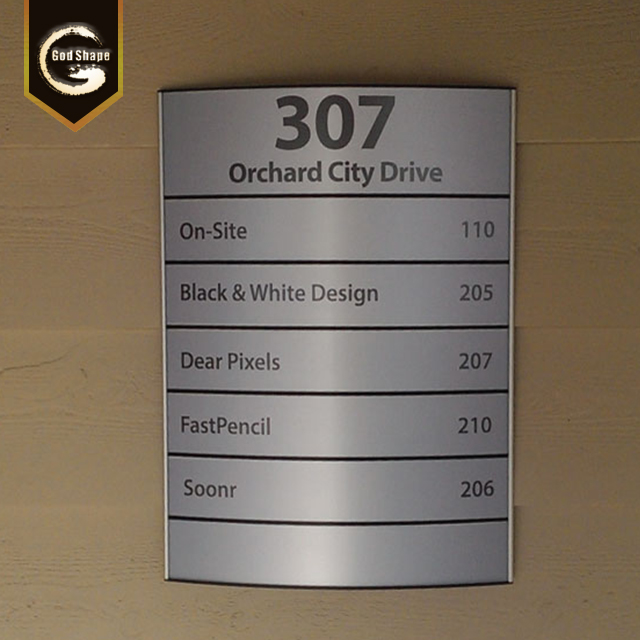 God Shape
307
Orchard City Drive
On-Site 110
Black & White Design 205
Dear Pixels 207
FastPencil 210
Soonr 206